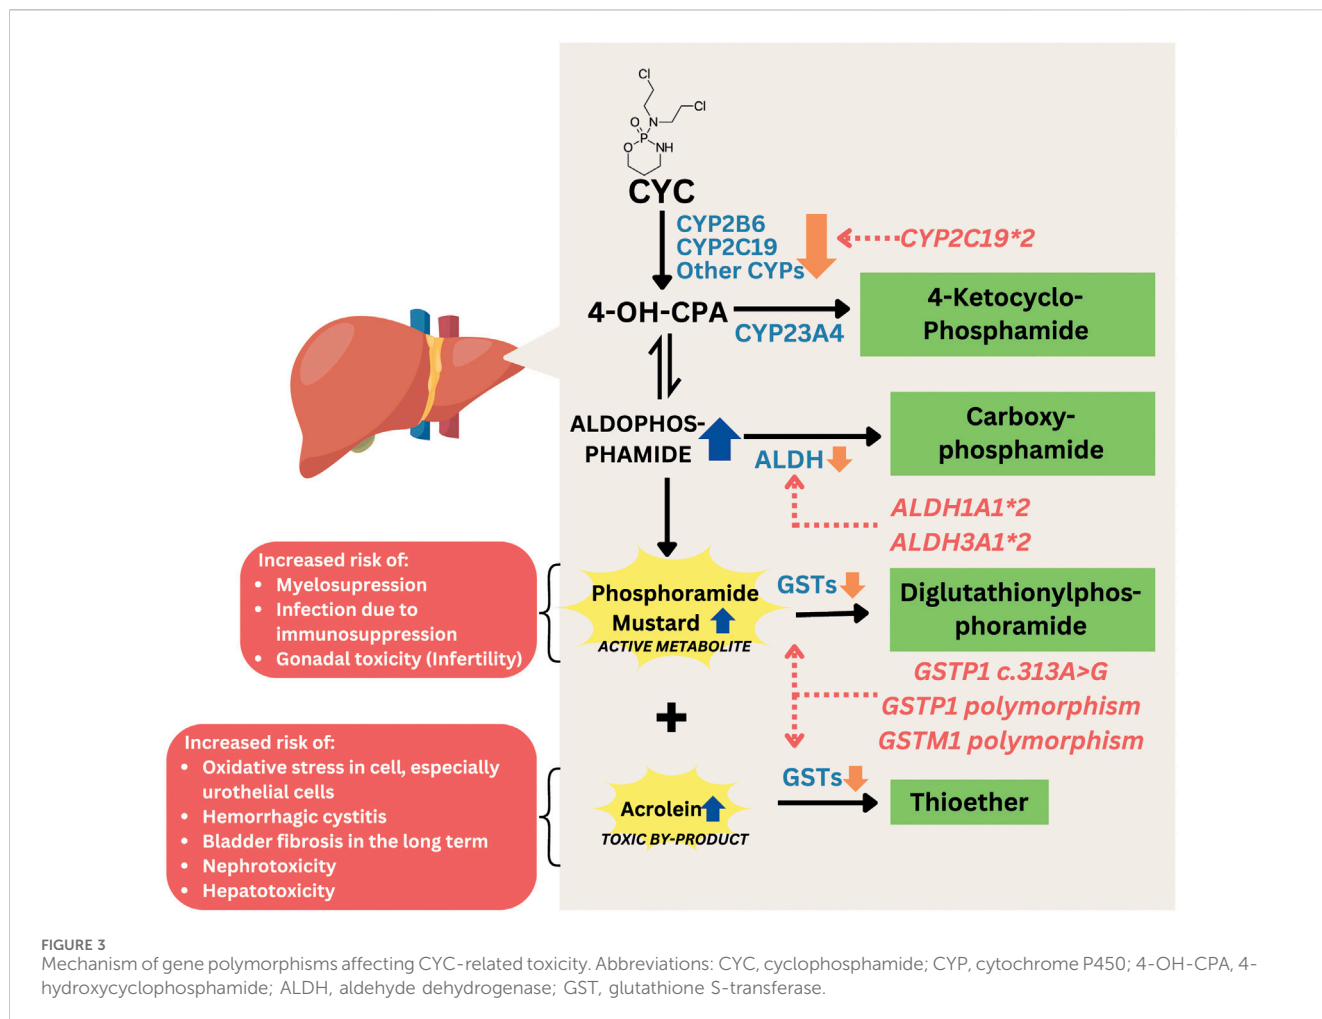 Cl
Cl
O
N
P
O
NH
CYC
CYP2B6
CYP2C19
Other CYPs
CYP2C19*2
4-OH-CPA
CYP23A4
4-Ketocyclo-
Phosphamide
ALDOPHOS-
PHAMIDE
ALDH
Carboxy-
phosphamide
ALDH1A1*2
ALDH3A1*2
Increased risk of:
• Myelosupression
• Infection due to
immunosuppression
• Gonadal toxicity (Infertility)
Phosphoramide
Mustard
ACTIVE METABOLITE
GSTs
Diglutathionylphos-
phoramide
GSTP1 c.313A>G
GSTP1 polymorphism
GSTM1 polymorphism
+
Increased risk of:
• Oxidative stress in cell, especially
urothelial cells
• Hemorrhagic cystitis
• Bladder fibrosis in the long term
• Nephrotoxicity
• Hepatotoxicity
Acrolein
TOXIC BY-PRODUCT
GSTs
Thioether
FIGURE 3
Mechanism of gene polymorphisms affecting CYC-related toxicity. Abbreviations: CYC, cyclophosphamide; CYP, cytochrome P450; 4-OH-CPA, 4-
hydroxycyclophosphamide; ALDH, aldehyde dehydrogenase; GST, glutathione S-transferase.